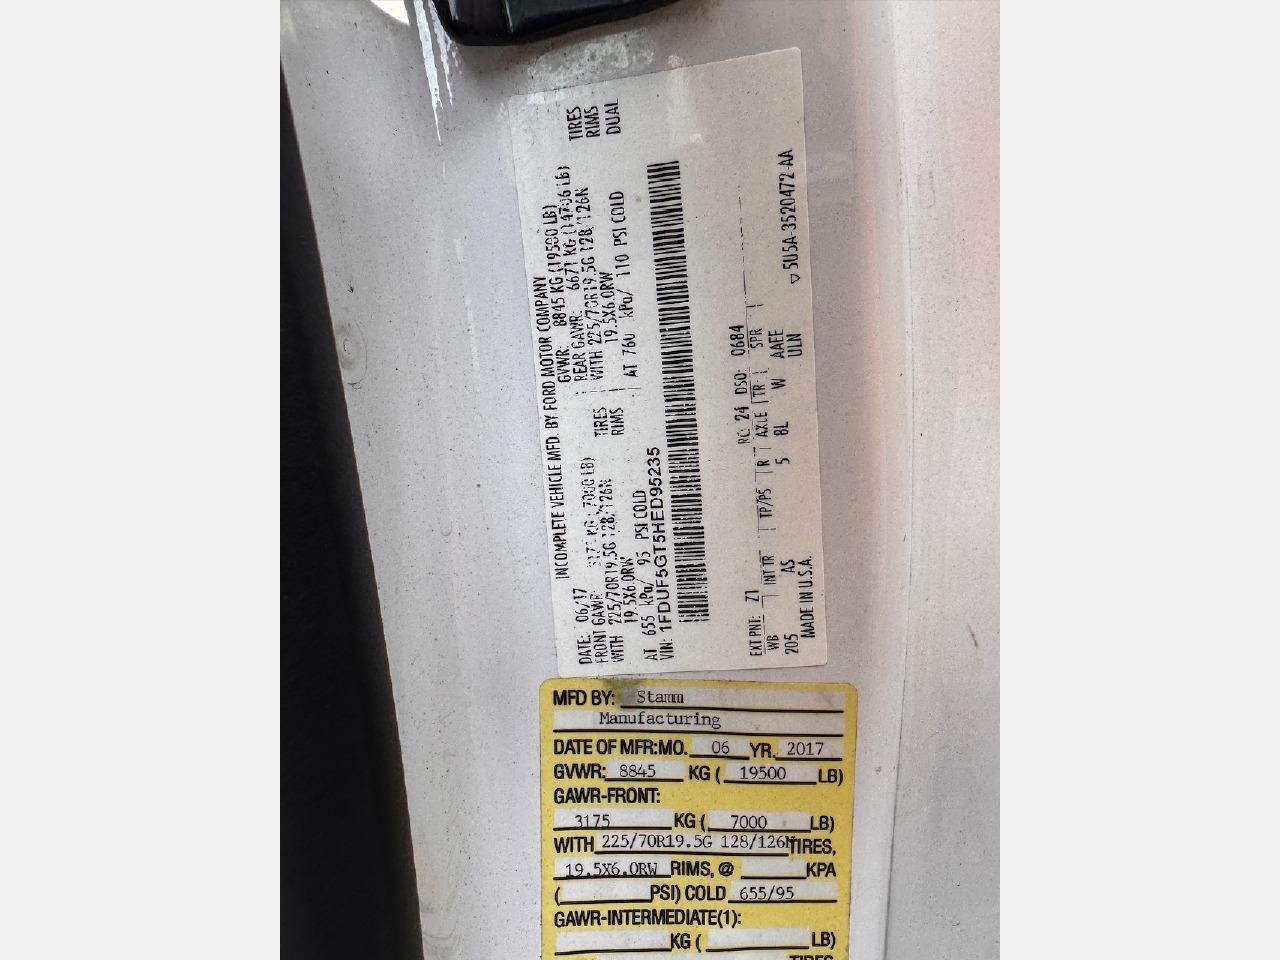 INCOMPLETE VEHICLE MFD. BY FORD MOTOR COMPANY
DATE: 06/17 GVWR: 8845 KG (19500 LB)
FRONT GAWR: KG 7000 LB) REAR GAWR: 6671 KG (14706 LB)
WITH 225/70R19.5G 128/126N TIRES WITH 225/70R19.5G 128/126N TIRES
19.5X6.0RW RIMS 19.5X6.0RW RIMS
AT 655 kPa/ 95 PSI COLD AT 760 kPa/ 110 PSI COLD DUAL
VIN: 1FDUF5GT5HED95235
EXT PNT: Z1 RC: 24 DSO: 0684
WB INT TR TP/PS R AXLE TR SPR
205 AS 5 8L W AAEE
MADE IN U.S.A. ULN
▽ 5U5A-3520472-AA
MFD BY: Stamm
Manufacturing
DATE OF MFR: MO. 06 YR. 2017
GVWR: 8845 KG ( 19500 LB)
GAWR-FRONT:
3175 KG ( 7000 LB)
WITH 225/70R19.5G 128/126N TIRES,
19.5X6.0RW RIMS, @ KPA
( PSI) COLD 655/95
GAWR-INTERMEDIATE(1):
KG ( LB)
TIRES